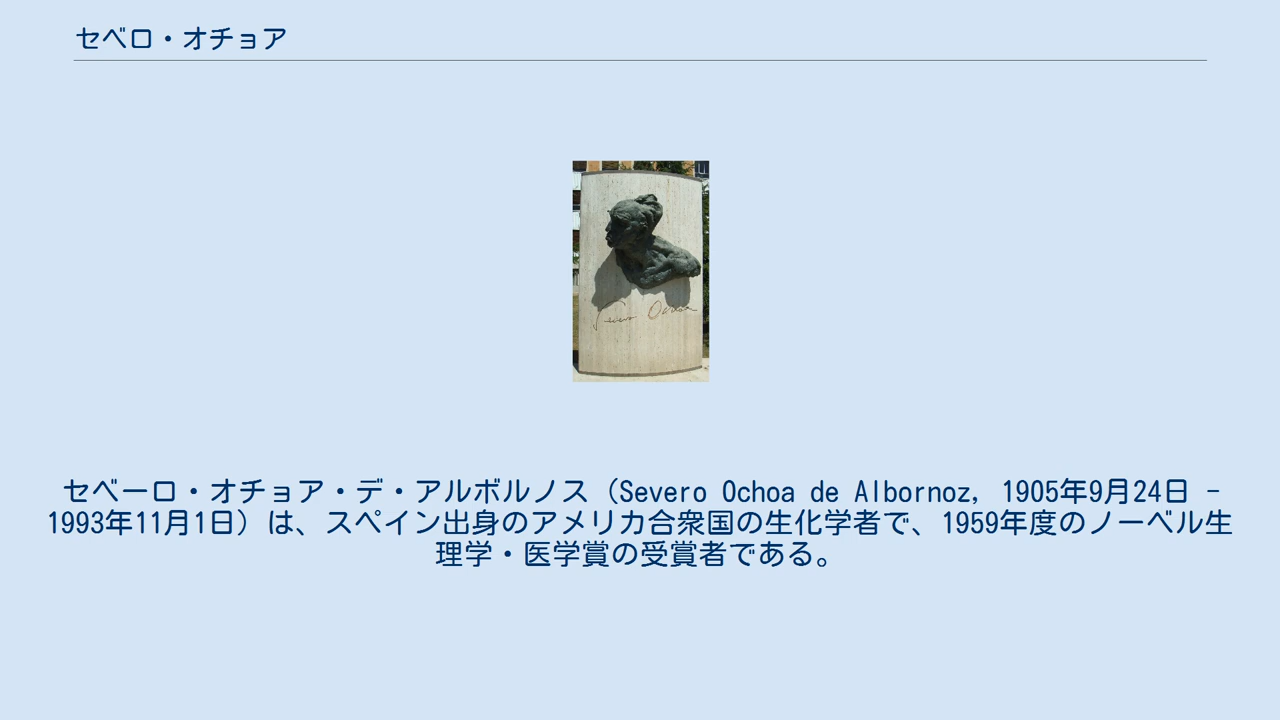 セベロ・オチョア
Severo Ochoa
セベーロ・オチョア・デ・アルボルノス（Severo Ochoa de Albornoz, 1905年9月24日 -
1993年11月1日）は、スペイン出身のアメリカ合衆国の生化学者で、1959年度のノーベル生
理学・医学賞の受賞者である。